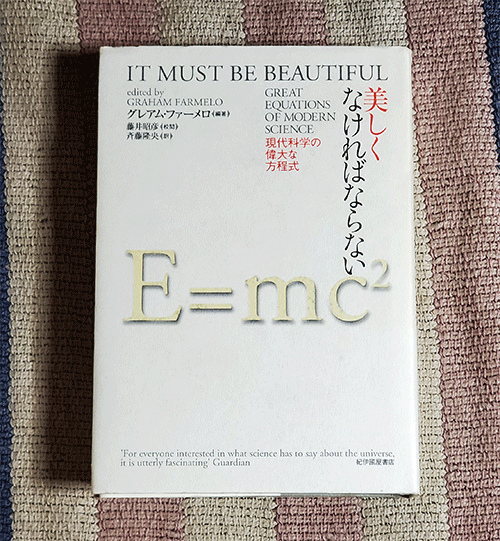 IT MUST BE BEAUTIFUL
edited by
GRAHAM FARMELO
グレアム・ファーメロ(編著)
藤井昭彦(校閲)
斉藤隆央(訳)
GREAT
EQUATIONS
OF MODERN
SCIENCE
現代科学の
偉大な
方程式
美しく
なければならない
E=mc²
'For everyone interested in what science has to say about the universe,
it is utterly fascinating' Guardian
紀伊國屋書店